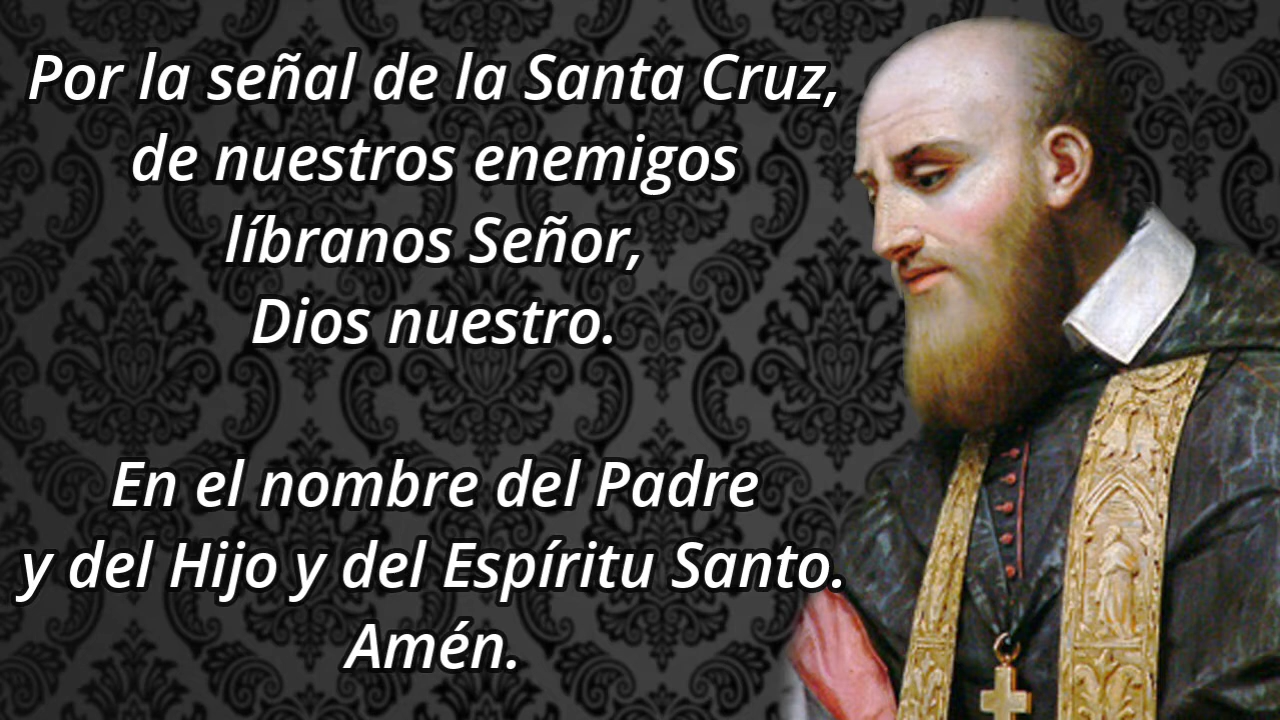 Por la señal de la Santa Cruz,
de nuestros enemigos
líbranos Señor,
Dios nuestro.
En el nombre del Padre
y del Hijo y del Espíritu Santo.
Amén.